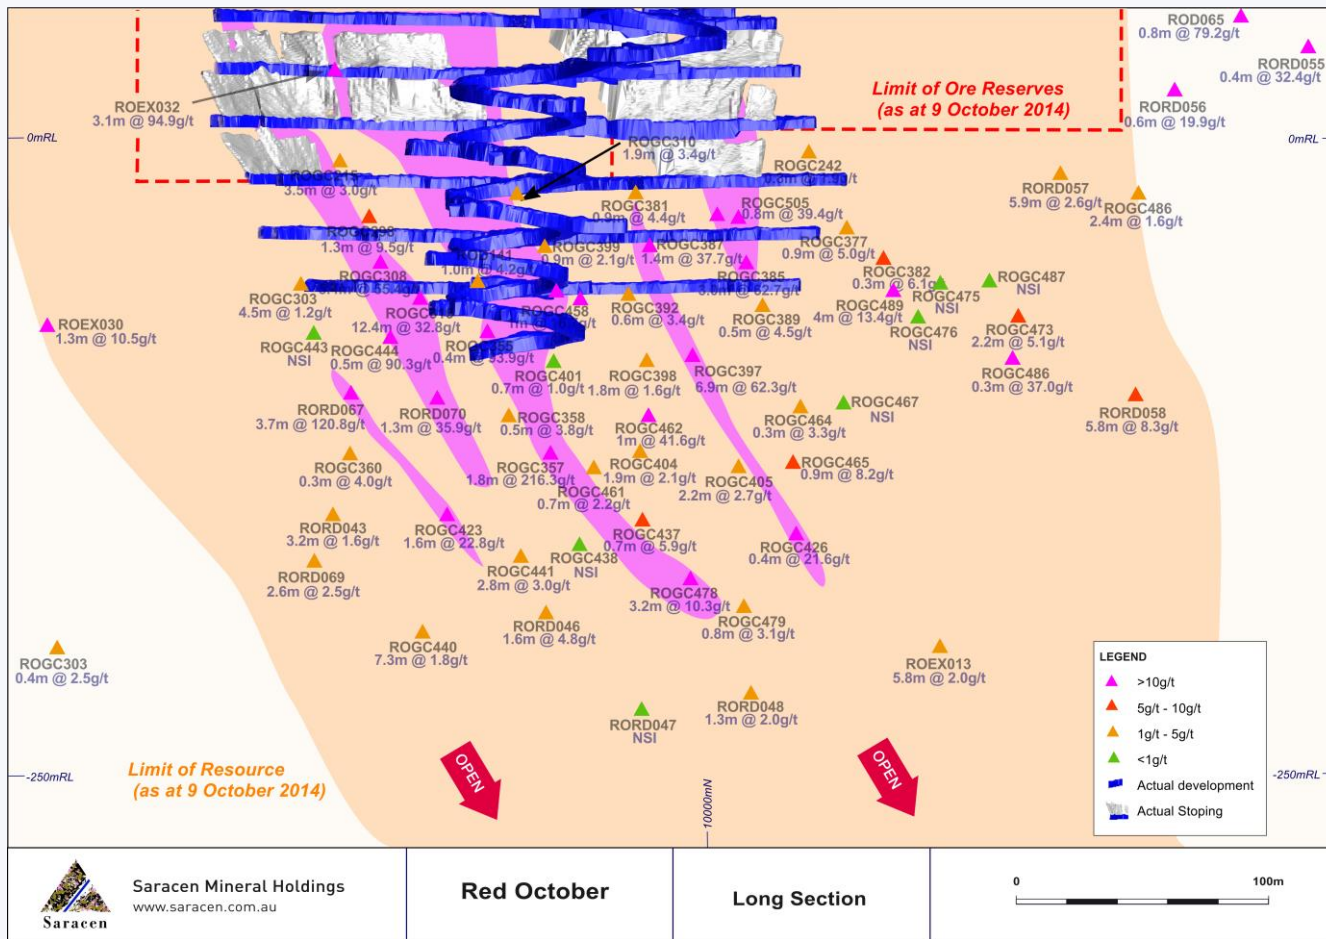 ROD065
0.8m @ 79.2g/t
RORD055
0.4m @ 32.4g/t
RORD056
0.6m @ 19.9g/t
Limit of Ore Reserves
(as at 9 October 2014)
ROEX032
3.1m @ 94.9g/t
0mRL
0mRL
ROGC310
1.9m @ 3.4g/t
ROGC242
3.5m @ 3.0g/t
RORD057
5.9m @ 2.6g/t
ROGC486
2.4m @ 1.6g/t
ROGC381
0.9m @ 4.4g/t
ROGC505
0.8m @ 39.4g/t
1.3m @ 9.5g/t
1.0m @ 4.2g/t
ROGC399
0.9m @ 2.1g/t
ROGC387
1.4m @ 37.7g/t
ROGC377
0.9m @ 5.0g/t
ROGC382
0.3m @ 6.1g/t
ROGC308
ROGC385
ROGC303
4.5m @ 1.2g/t
12.4m @ 32.8g/t
ROGC458
ROGC392
0.6m @ 3.4g/t
ROGC389
0.5m @ 4.5g/t
ROGC489
4m @ 13.4g/t
ROGC475
NSI
ROGC487
NSI
ROGC476
NSI
ROGC473
2.2m @ 5.1g/t
ROEX030
1.3m @ 10.5g/t
ROGC443
NSI
ROGC444
0.5m @ 90.3g/t
0.4m @ 93.9g/t
ROGC401
0.7m @ 1.0g/t
ROGC398
1.8m @ 1.6g/t
ROGC397
6.9m @ 62.3g/t
ROGC486
0.3m @ 37.0g/t
RORD067
3.7m @ 120.8g/t
RORD070
1.3m @ 35.9g/t
ROGC358
0.5m @ 3.8g/t
ROGC462
1m @ 41.6g/t
ROGC464
0.3m @ 3.3g/t
ROGC467
NSI
RORD058
5.8m @ 8.3g/t
ROGC360
0.3m @ 4.0g/t
ROGC357
1.8m @ 216.3g/t
ROGC461
0.7m @ 2.2g/t
ROGC404
1.9m @ 2.1g/t
ROGC405
2.2m @ 2.7g/t
ROGC465
0.9m @ 8.2g/t
RORD043
3.2m @ 1.6g/t
ROGC423
1.6m @ 22.8g/t
ROGC438
NSI
ROGC437
0.7m @ 5.9g/t
ROGC426
0.4m @ 21.6g/t
RORD069
2.6m @ 2.5g/t
ROGC441
2.8m @ 3.0g/t
ROGC478
3.2m @ 10.3g/t
RORD046
1.6m @ 4.8g/t
ROGC479
0.8m @ 3.1g/t
ROGC440
7.3m @ 1.8g/t
ROGC303
0.4m @ 2.5g/t
ROEX013
5.8m @ 2.0g/t
RORD047
NSI
RORD048
1.3m @ 2.0g/t
LEGEND
>10g/t
5g/t - 10g/t
1g/t - 5g/t
<1g/t
Actual development
Actual Stoping
Limit of Resource
(as at 9 October 2014)
OPEN
OPEN
-250mRL
-250mRL
10000mN
Saracen
Saracen Mineral Holdings
www.saracen.com.au
Red October
Long Section
0
100m